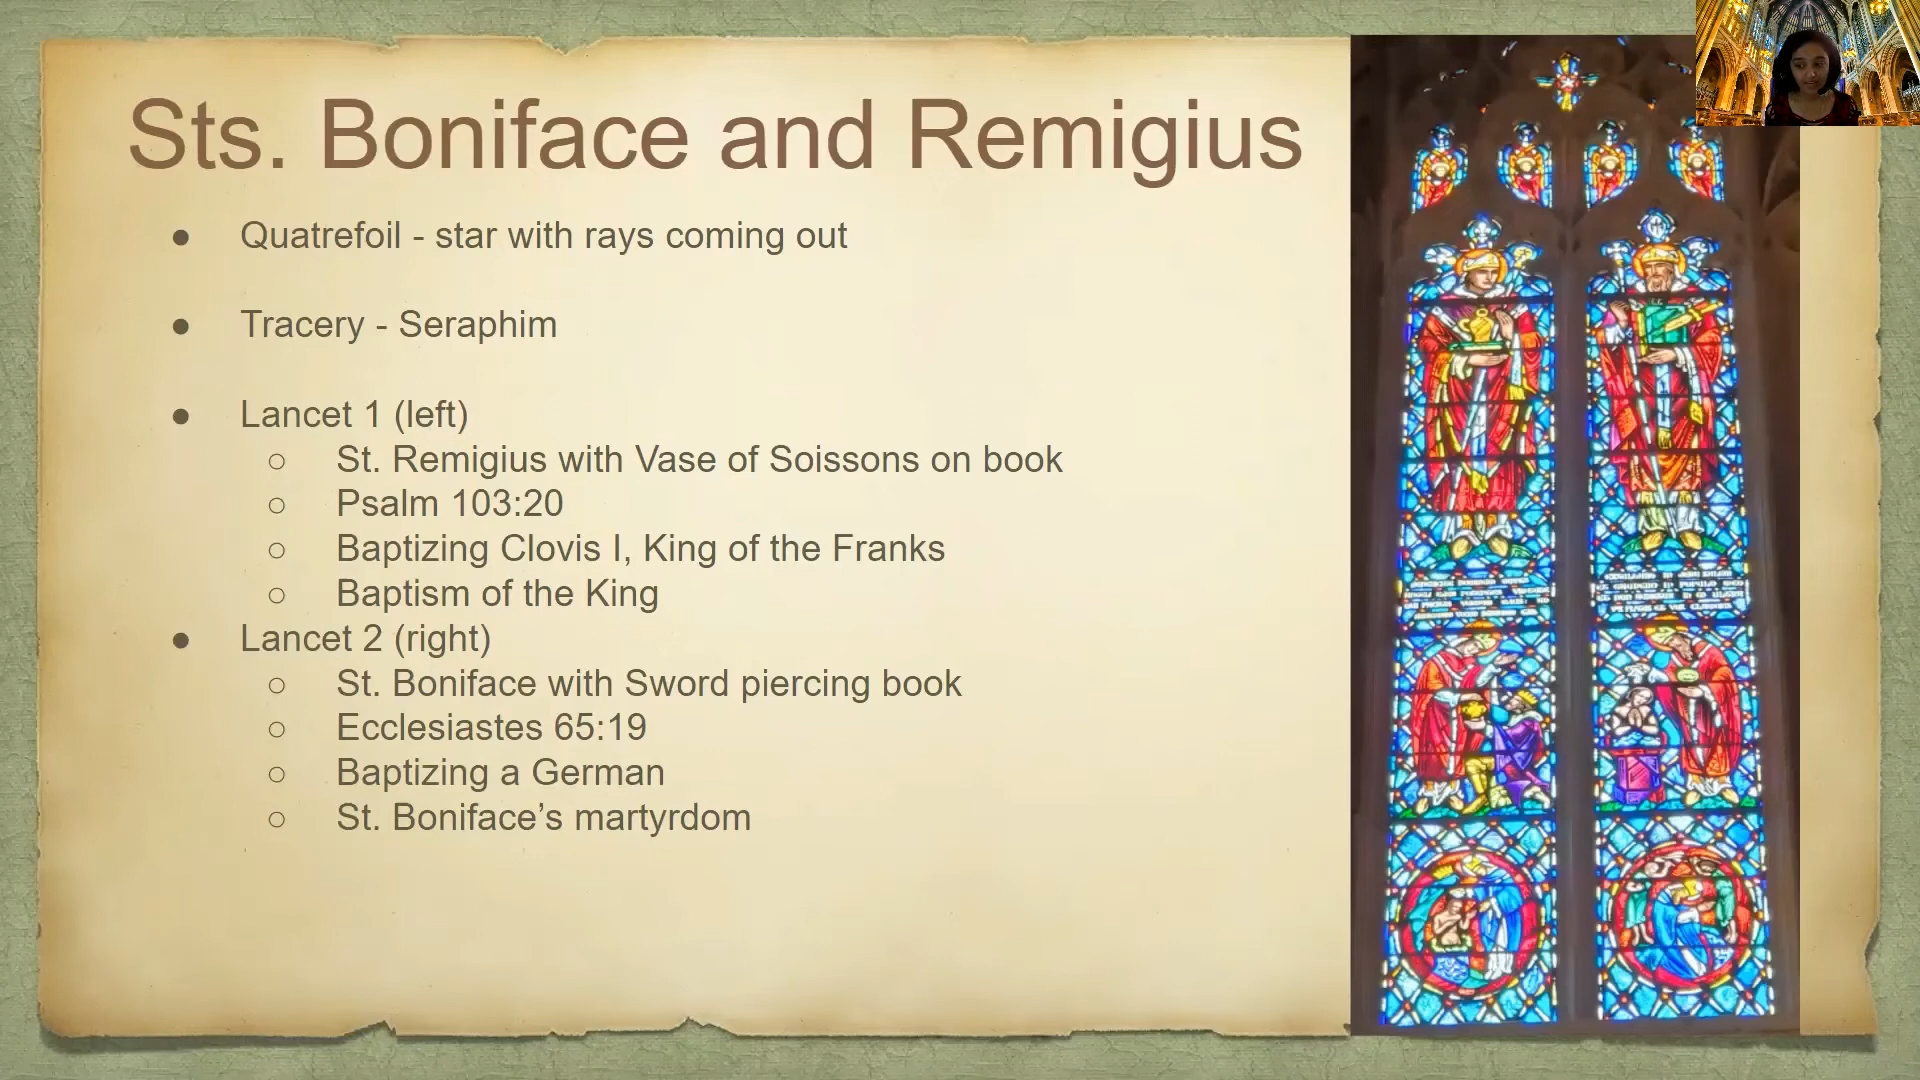 Sts. Boniface and Remigius
● Quatrefoil - star with rays coming out
● Tracery - Seraphim
● Lancet 1 (left)
○ St. Remigius with Vase of Soissons on book
○ Psalm 103:20
○ Baptizing Clovis I, King of the Franks
○ Baptism of the King
● Lancet 2 (right)
○ St. Boniface with Sword piercing book
○ Ecclesiastes 65:19
○ Baptizing a German
○ St. Boniface’s martyrdom